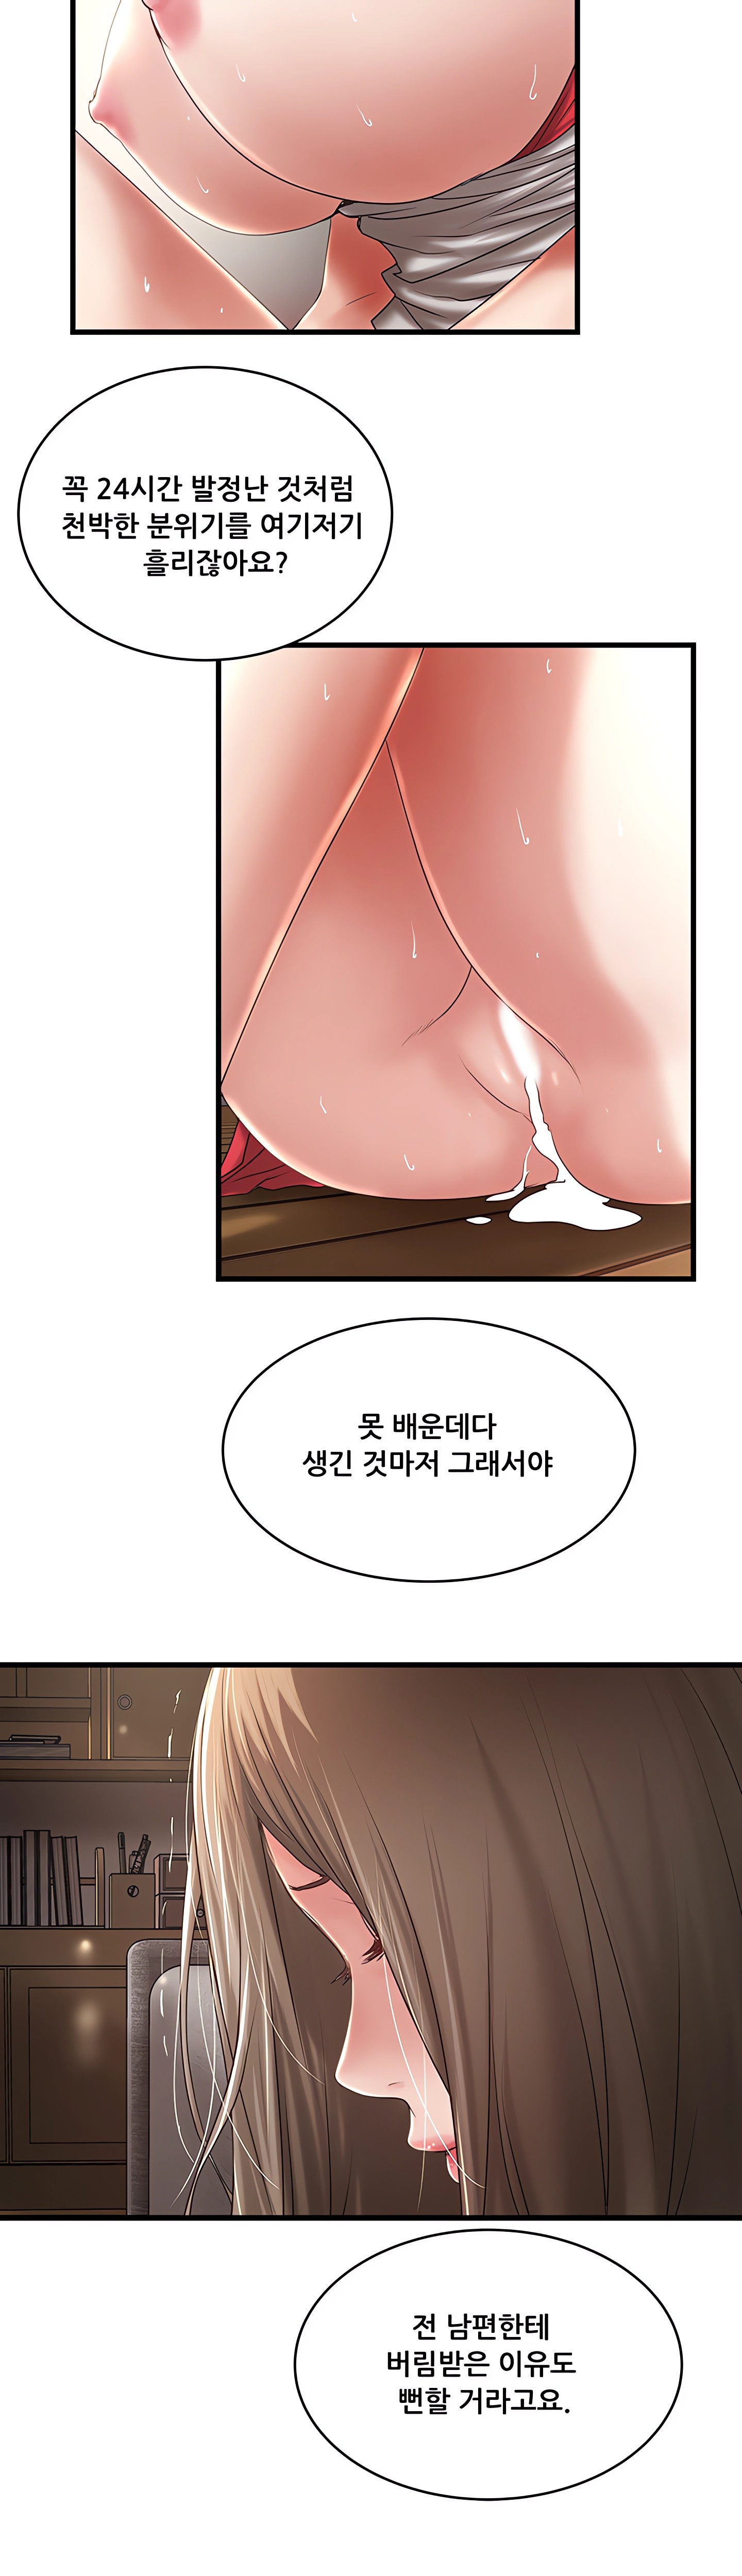 꼭 24시간 발정난 것처럼
천박한 분위기를 여기저기
흘리잖아요?
못 배운데다
생긴 것마저 그래서야
전 남편한테
버림받은 이유도
뻔할 거라고요.